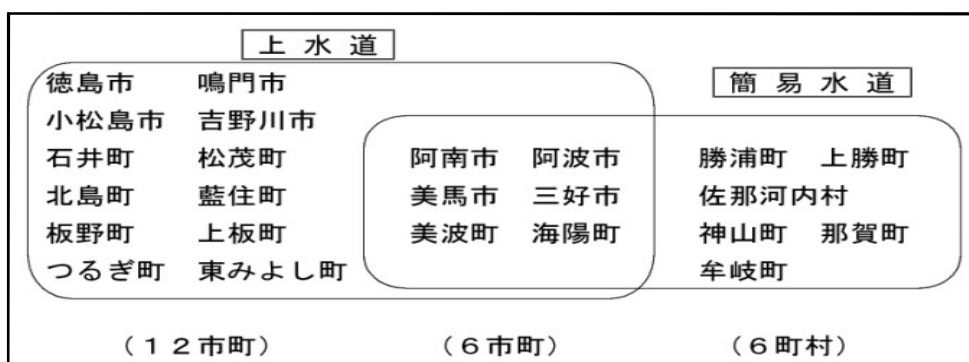 上水道
徳島市 鳴門市
簡易水道
小松島市 吉野川市
石井町 松茂町 阿南市 阿波市 勝浦町 上勝町
北島町 藍住町 美馬市 三好市 佐那河内村
板野町 上板町 美波町 海陽町 神山町 那賀町
つるぎ町 東みよし町 牟岐町
（１２市町） （６市町） （６町村）